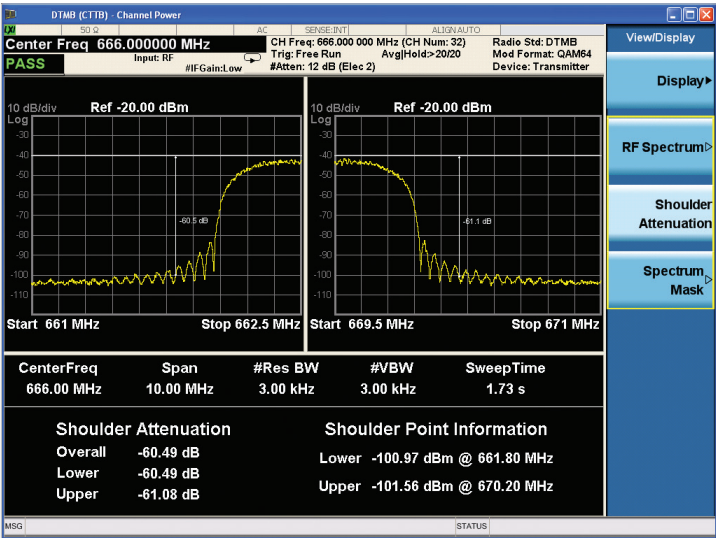 DTMB (CTTB) - Channel Power
LXI 50 Ω AC SENSE:INT ALIGNAUTO
Center Freq 666.000000 MHz
CH Freq: 666.000 000 MHz (CH Num: 32) Radio Std: DTMB
PASS Input: RF Trig: Free Run Avg|Hold:>20/20 Mod Format: QAM64
#IFGain:Low #Atten: 12 dB (Elec 2) Device: Transmitter
View/Display
Display
RF Spectrum
Shoulder
Attenuation
Spectrum
Mask
10 dB/div Ref -20.00 dBm
Log
-30
-40
-50
-60
-70
-80
-90
-100
-110
-60.5 dB
Start 661 MHz Stop 662.5 MHz
10 dB/div Ref -20.00 dBm
Log
-30
-40
-50
-60
-70
-80
-90
-100
-110
-61.1 dB
Start 669.5 MHz Stop 671 MHz
CenterFreq Span #Res BW #VBW SweepTime
666.00 MHz 10.00 MHz 3.00 kHz 3.00 kHz 1.73 s
Shoulder Attenuation
Overall -60.49 dB
Lower -60.49 dB
Upper -61.08 dB
Shoulder Point Information
Lower -100.97 dBm @ 661.80 MHz
Upper -101.56 dBm @ 670.20 MHz
MSG STATUS